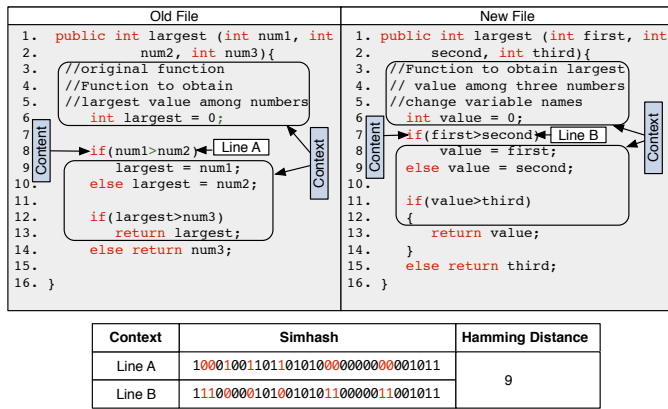 Old File
1. public int largest (int num1, int
2. num2, int num3){
3. //original function
4. //Function to obtain
5. //largest value among numbers
6. int largest = 0;
7.
8. if(num1>num2) Line A
9. largest = num1;
10. else largest = num2;
11.
12. if(largest>num3)
13. return largest;
14. else return num3;
15.
16. }
Content
Context
New File
1. public int largest (int first, int
2. second, int third){
3. //Function to obtain largest
4. // value among three numbers
5. //change variable names
6. int value = 0;
7. if(first>second) Line B
8. value = first;
9. else value = second;
10.
11. if(value>third)
12. {
13. return value;
14. }
15. else return third;
16. }
Content
Context
Context Simhash Hamming Distance
Line A 10001001101101010000000000001011
9
Line B 11100000101001010110000011001011